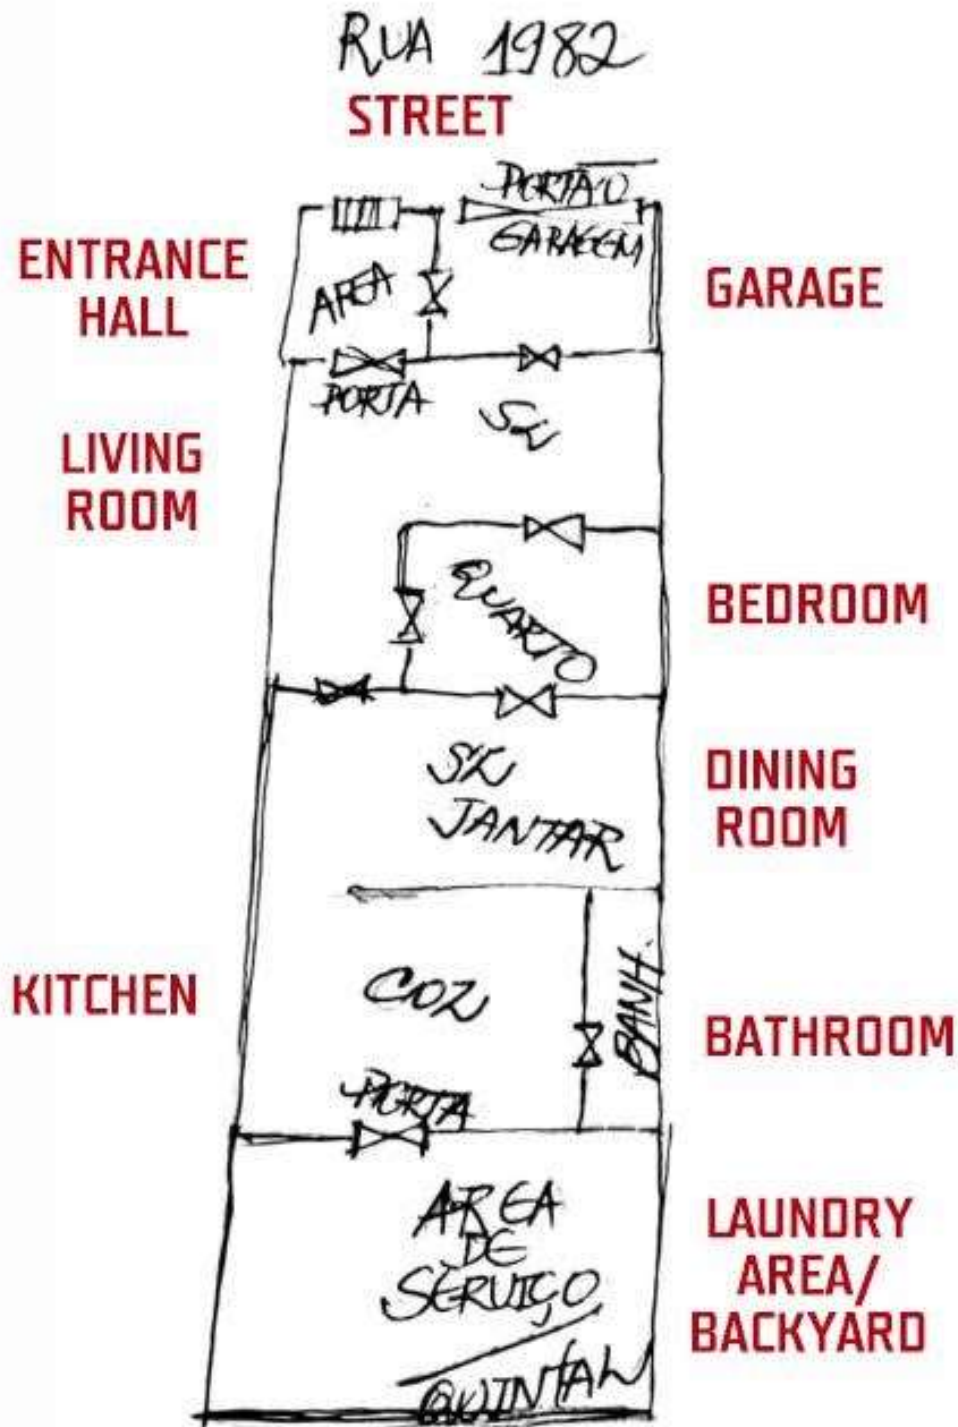 RUA 1982
STREET
PORTÃO
GARAGEM
ENTRANCE
HALL
AREA
GARAGE
PORTA
SL
LIVING
ROOM
QUARTO
BEDROOM
SL
JANTAR
DINING
ROOM
COZ
KITCHEN
BANH.
BATHROOM
PORTA
AREA
DE
SERVIÇO
QUINTAL
LAUNDRY
AREA/
BACKYARD